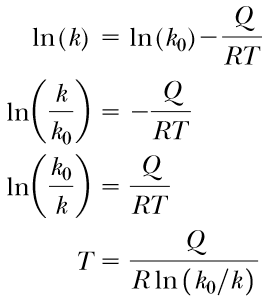 ln(k) = ln(k₀) − Q/RT
ln(k/k₀) = − Q/RT
ln(k₀/k) = Q/RT
T = Q/R ln(k₀/k)